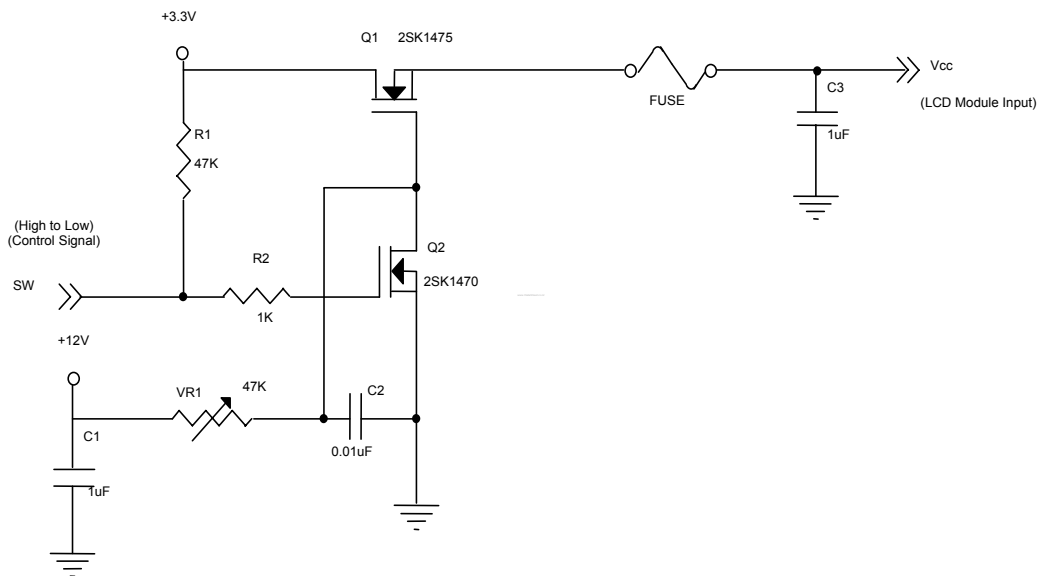 +3.3V
Q1 2SK1475
Vcc
(LCD Module Input)
FUSE
C3
1uF
R1
47K
(High to Low)
(Control Signal)
SW
R2
1K
Q2
2SK1470
+12V
VR1
47K
C2
0.01uF
C1
1uF